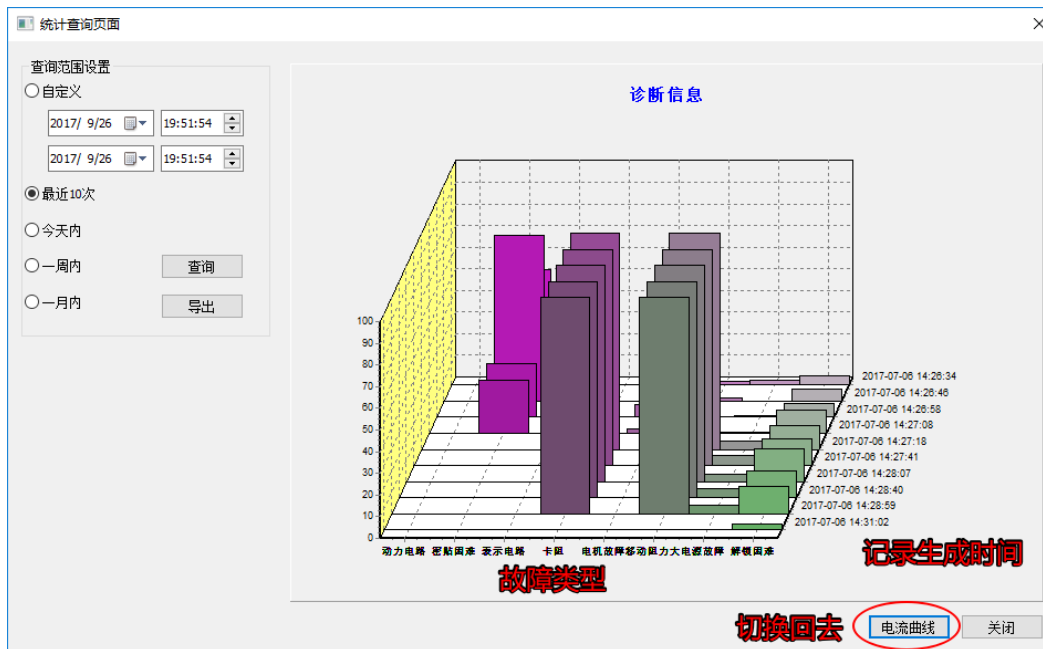 统计查询页面
查询范围设置
自定义
2017/ 9/26 19:51:54
2017/ 9/26 19:51:54
最近10次
今天内
一周内
查询
一月内
导出
诊断信息
100
90
80
70
60
50
40
30
20
10
0
2017-07-06 14:26:34
2017-07-06 14:26:46
2017-07-06 14:26:58
2017-07-06 14:27:08
2017-07-06 14:27:18
2017-07-06 14:27:41
2017-07-06 14:28:07
2017-07-06 14:28:40
2017-07-06 14:28:59
2017-07-06 14:31:02
动力电路 密贴困难 表示电路 卡阻 电机故障 移动阻力大 电源故障 解锁困难
故障类型
记录生成时间
切换回去
电流曲线
关闭